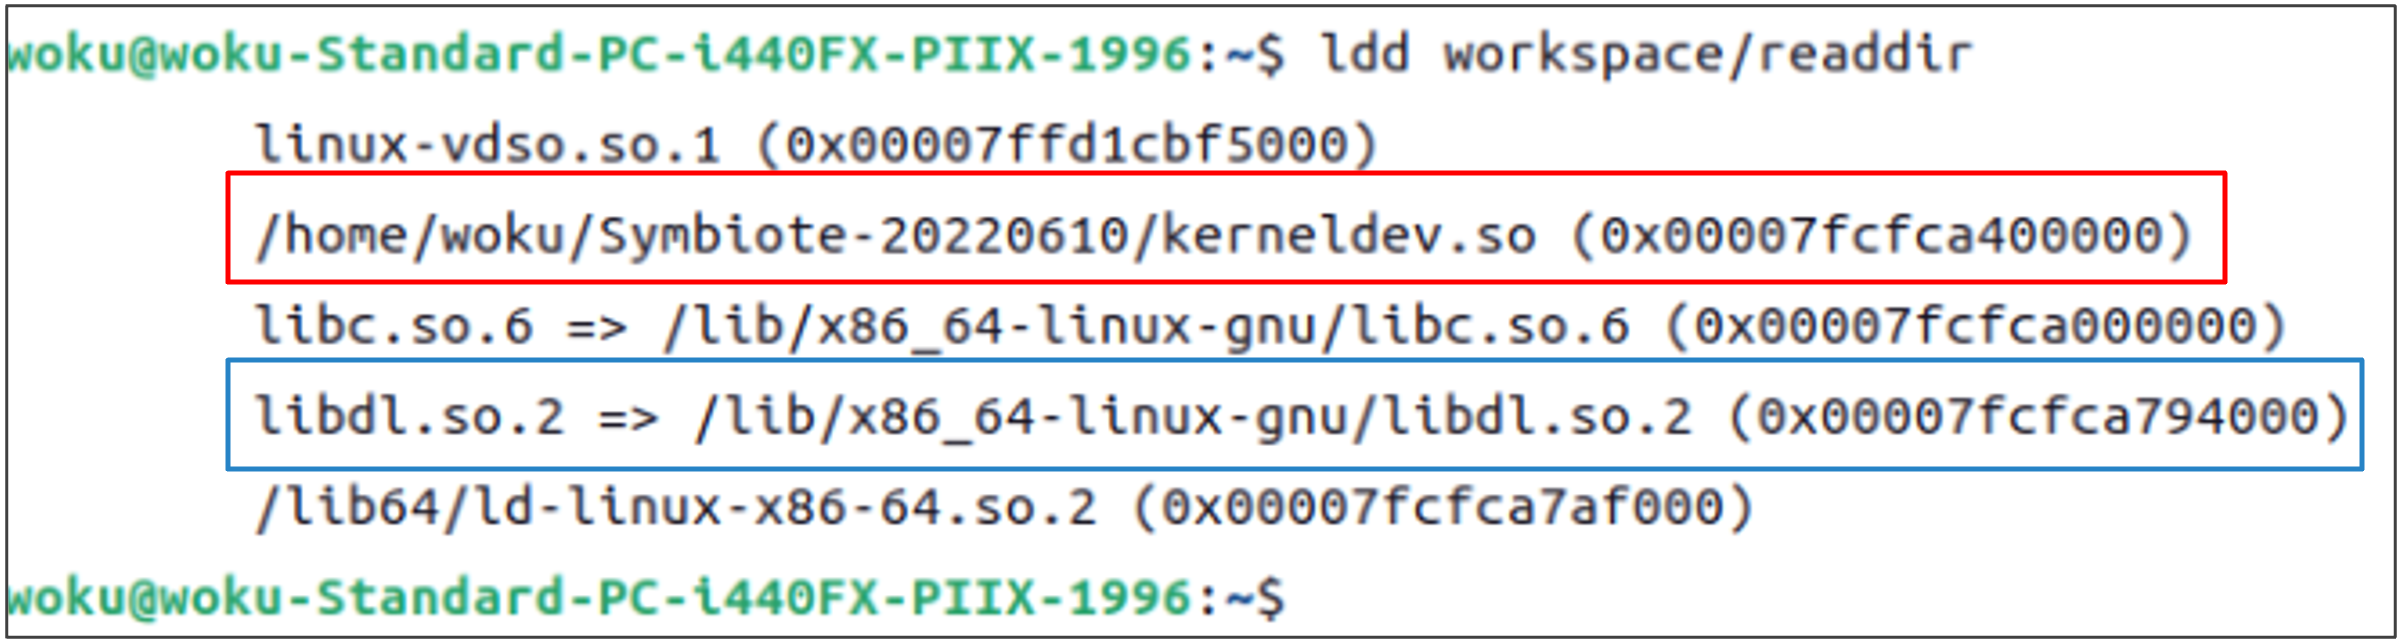 woku@woku-Standard-PC-i440FX-PIIX-1996:~$ ldd workspace/readdir
linux-vdso.so.1 (0x00007ffd1cbf5000)
/home/woku/Symbiote-20220610/kerneldev.so (0x00007fcfca400000)
libc.so.6 => /lib/x86_64-linux-gnu/libc.so.6 (0x00007fcfca000000)
libdl.so.2 => /lib/x86_64-linux-gnu/libdl.so.2 (0x00007fcfca794000)
/lib64/ld-linux-x86-64.so.2 (0x00007fcfca7af000)
woku@woku-Standard-PC-i440FX-PIIX-1996:~$